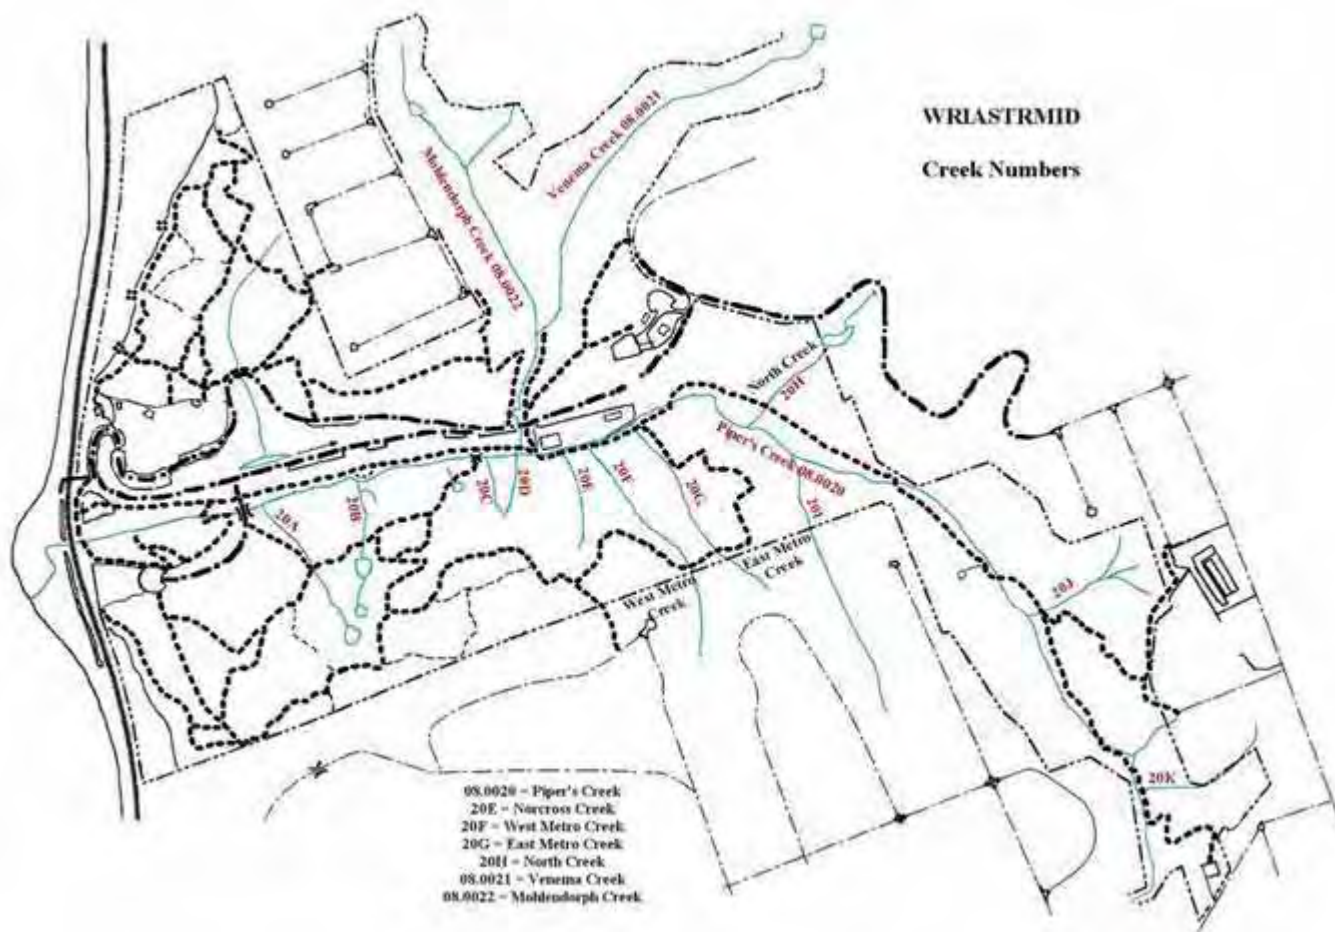 WRIASTRMID
Creek Numbers
Venema Creek 08.0021
Mohlendorph Creek 08.0022
North Creek
20H
Piper's Creek 08.0020
20A
20B
20C
20D
20E
20F
20G
20I
20J
20K
West Metro
Creek
East Metro
Creek
08.0020 = Piper's Creek
20E = Norcross Creek
20F = West Metro Creek
20G = East Metro Creek
20H = North Creek
08.0021 = Venema Creek
08.0022 = Mohlendorph Creek